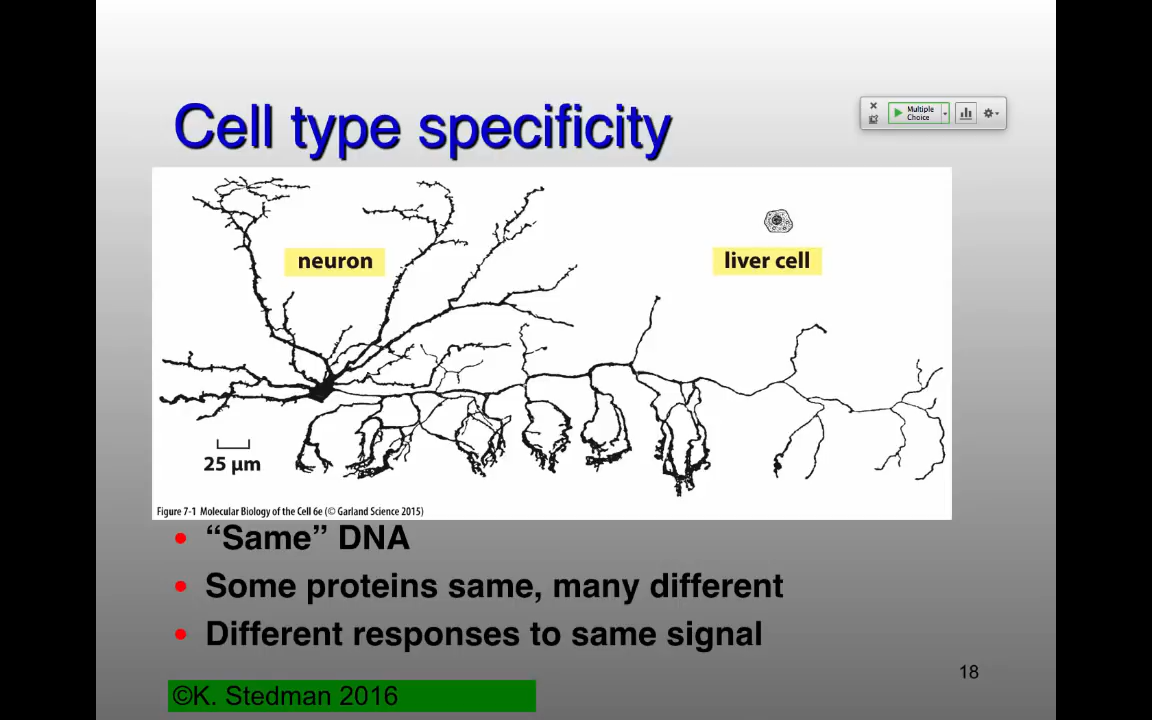 Cell type specificity
Multiple
Choice
neuron
liver cell
25 µm
Figure 7-1 Molecular Biology of the Cell 6e (© Garland Science 2015)
• “Same” DNA
• Some proteins same, many different
• Different responses to same signal
18
©K. Stedman 2016